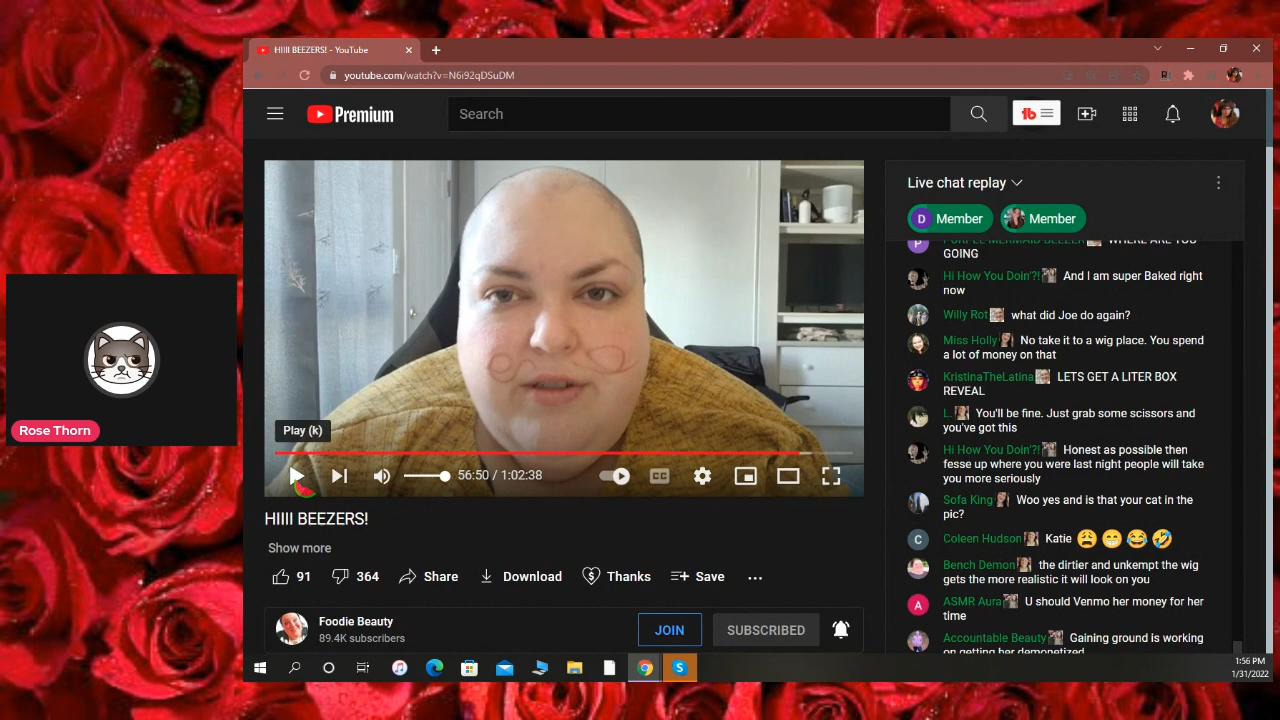 HIIII BEEZERS! - YouTube
youtube.com/watch?v=N6i92qDSuDM
Premium
Search
tb
Play (k)
56:50 / 1:02:38
CC
HIIII BEEZERS!
Show more
91
364
Share
Download
Thanks
Save
Foodie Beauty
89.4K subscribers
JOIN
SUBSCRIBED
Rose Thorn
Live chat replay
D Member
Member
P PURPLE MERMAID BEEZER WHERE ARE YOU
GOING
Hi How You Doin'?! And I am super Baked right
now
Willy Rot what did Joe do again?
Miss Holly No take it to a wig place. You spend
a lot of money on that
KristinaTheLatina LETS GET A LITER BOX
REVEAL
L. You'll be fine. Just grab some scissors and
you've got this
Hi How You Doin'?! Honest as possible then
fesse up where you were last night people will take
you more seriously
Sofa King Woo yes and is that your cat in the
pic?
C Coleen Hudson Katie 😩😁😂🤣
Bench Demon the dirtier and unkempt the wig
gets the more realistic it will look on you
A ASMR Aura U should Venmo her money for her
time
Accountable Beauty Gaining ground is working
on getting her demonetized
1:56 PM
1/31/2022